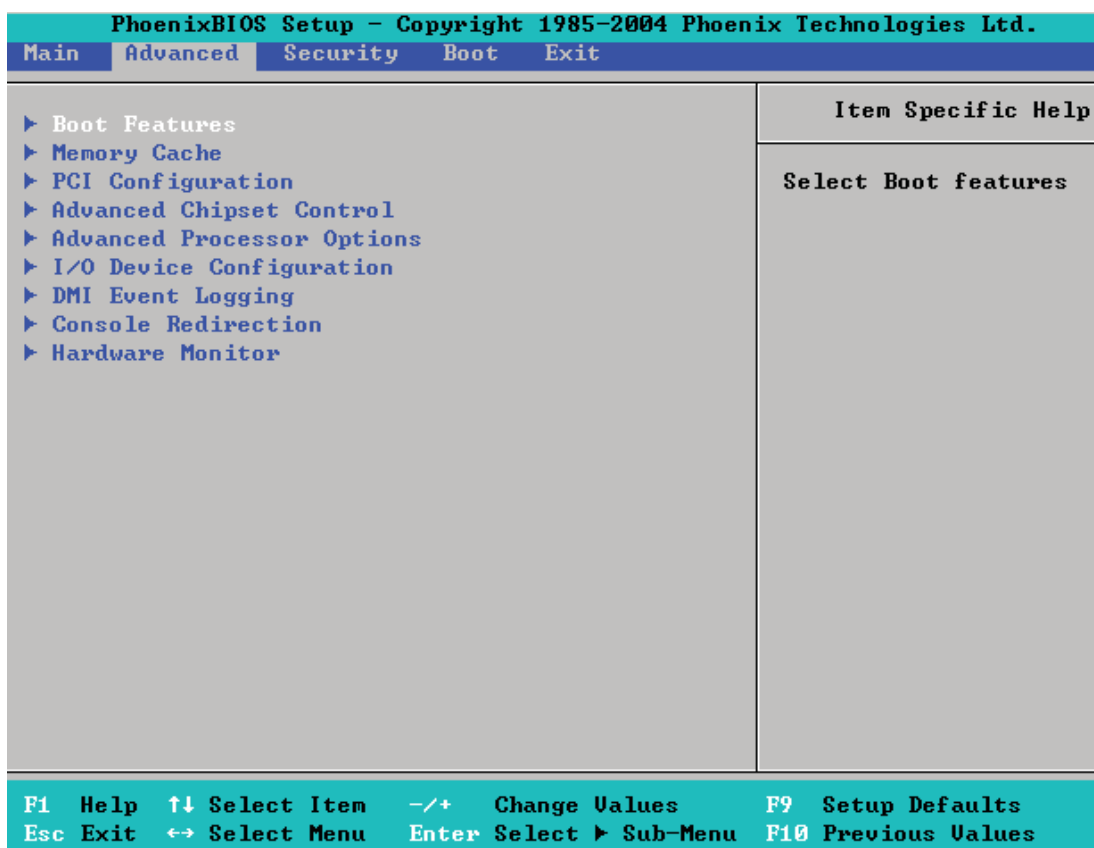 PhoenixBIOS Setup - Copyright 1985-2004 Phoenix Technologies Ltd.
Main Advanced Security Boot Exit
Item Specific Help
Select Boot features
▶ Boot Features
▶ Memory Cache
▶ PCI Configuration
▶ Advanced Chipset Control
▶ Advanced Processor Options
▶ I/O Device Configuration
▶ DMI Event Logging
▶ Console Redirection
▶ Hardware Monitor
F1 Help ↑↓ Select Item -/+ Change Values F9 Setup Defaults
Esc Exit ↔ Select Menu Enter Select ▶ Sub-Menu F10 Previous Values